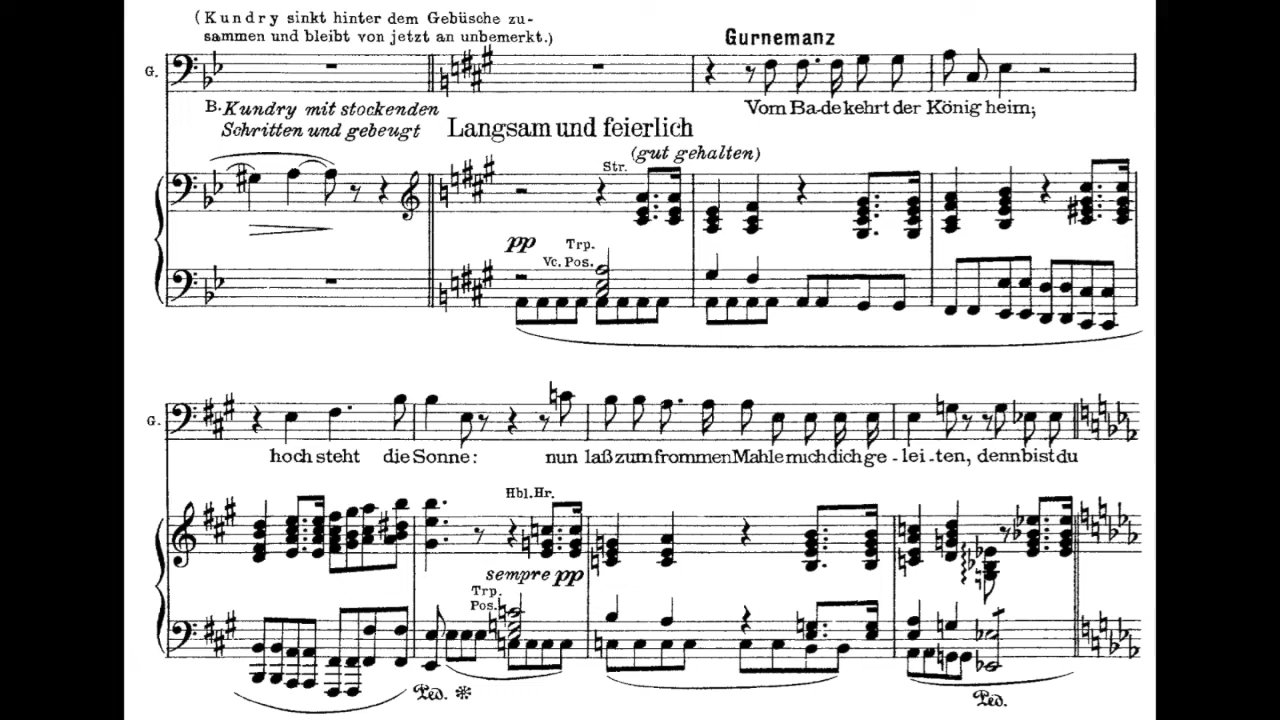 (Kundry sinkt hinter dem Gebüsche zu-
sammen und bleibt von jetzt an unbemerkt.)
Gurnemanz
G.
B. Kundry mit stockenden
Schritten und gebeugt
Vom Ba-de kehrt der König heim;
Langsam und feierlich
(gut gehalten)
Str.
pp
Trp.
Vc. Pos.
G.
hoch steht die Sonne: nun laß zum frommen Mahle mich dich ge-lei-ten, denn bist du
Hbl. Hr.
sempre pp
Trp.
Pos.
Ped.
Ped.